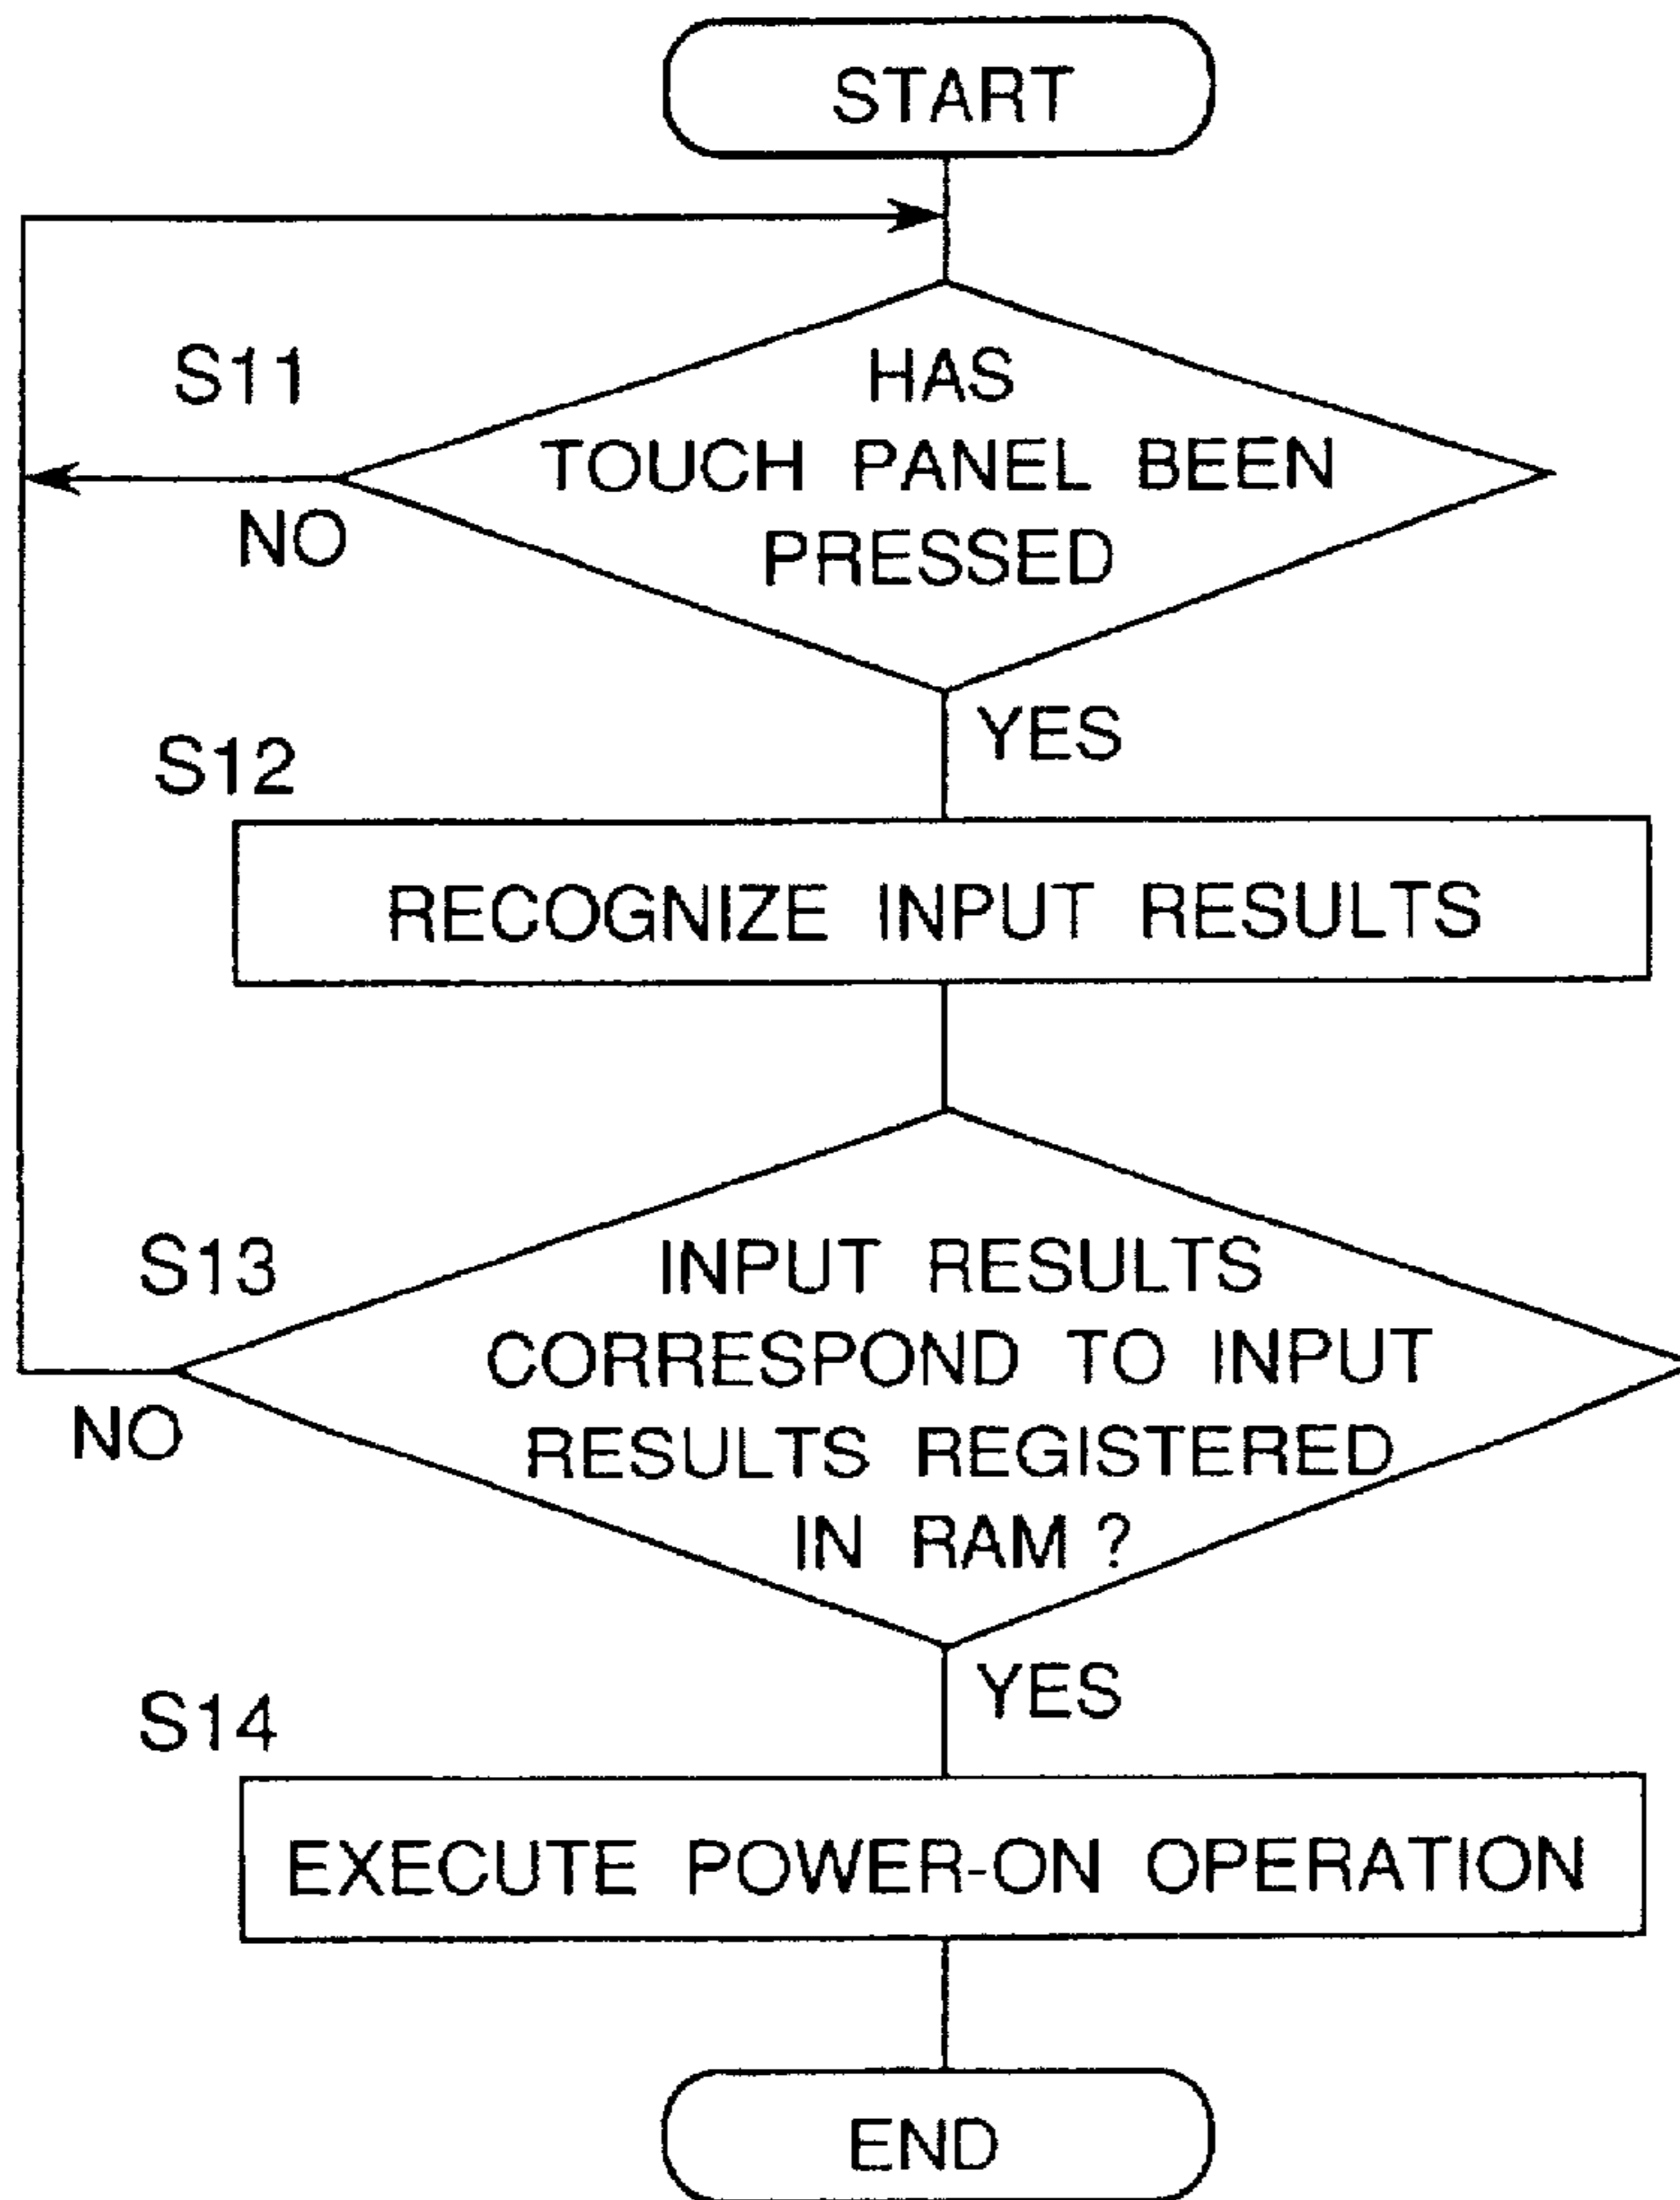 START
S11
HAS
TOUCH PANEL BEEN
PRESSED
NO
YES
S12
RECOGNIZE INPUT RESULTS
S13
INPUT RESULTS
CORRESPOND TO INPUT
RESULTS REGISTERED
IN RAM ?
NO
YES
S14
EXECUTE POWER-ON OPERATION
END